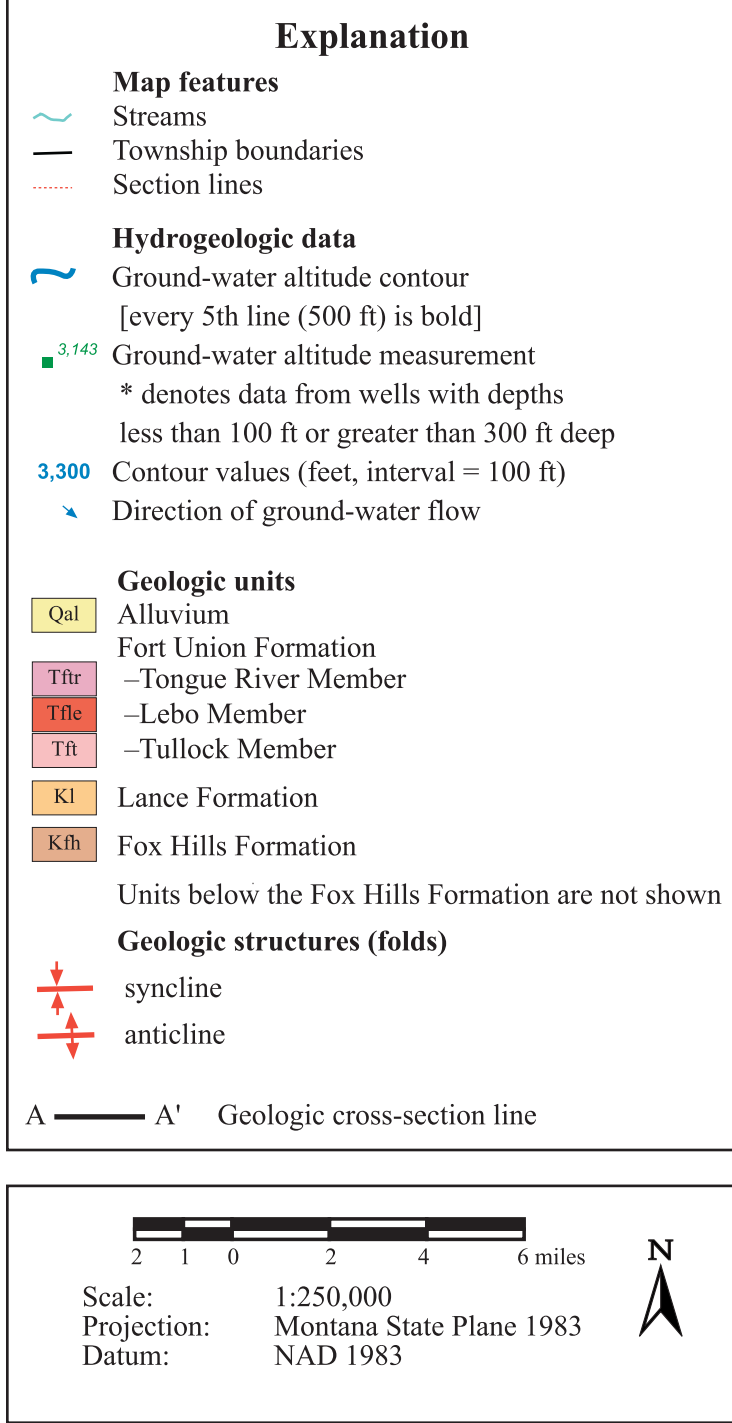 Explanation
Map features
Streams
Township boundaries
Section lines
Hydrogeologic data
Ground-water altitude contour
[every 5th line (500 ft) is bold]
3,143 Ground-water altitude measurement
* denotes data from wells with depths
less than 100 ft or greater than 300 ft deep
3,300 Contour values (feet, interval = 100 ft)
Direction of ground-water flow
Geologic units
Qal Alluvium
Fort Union Formation
Tftr –Tongue River Member
Tfle –Lebo Member
Tft –Tullock Member
Kl Lance Formation
Kfh Fox Hills Formation
Units below the Fox Hills Formation are not shown
Geologic structures (folds)
syncline
anticline
A A' Geologic cross-section line
2 1 0 2 4 6 miles
N
Scale: 1:250,000
Projection: Montana State Plane 1983
Datum: NAD 1983